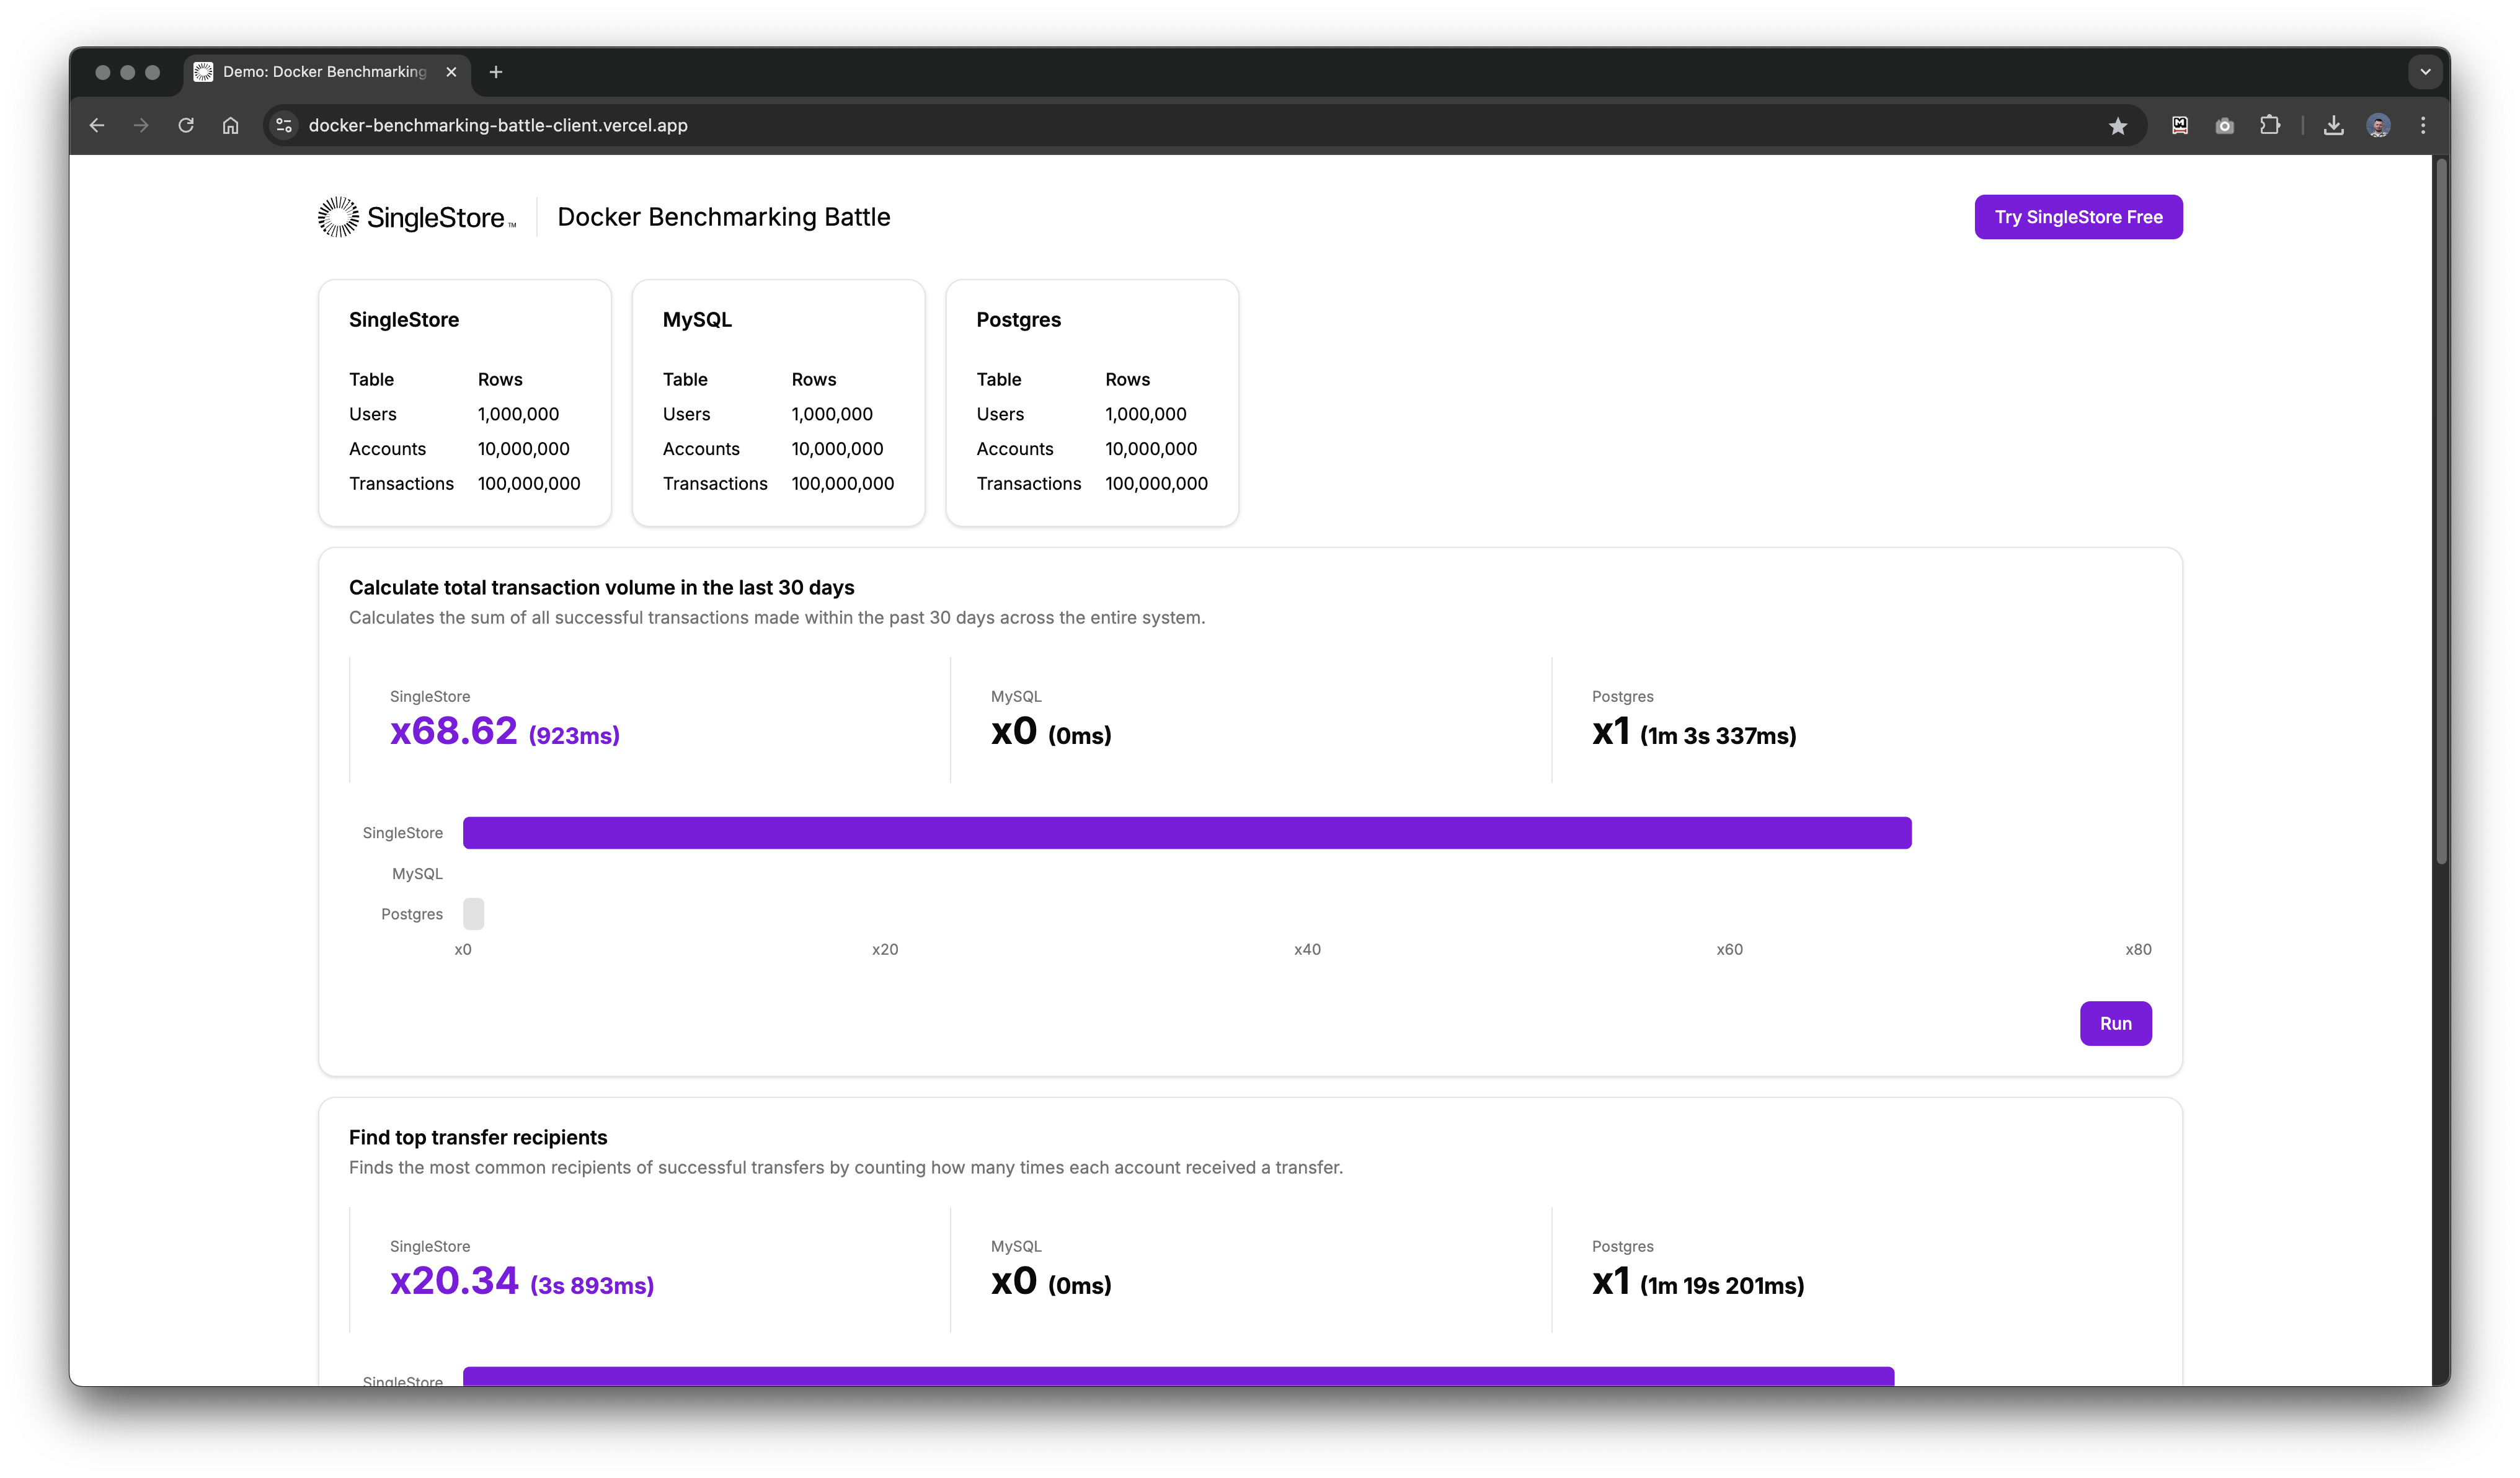 Demo: Docker Benchmarking
docker-benchmarking-battle-client.vercel.app
SingleStore™ Docker Benchmarking Battle Try SingleStore Free
SingleStore
Table Rows
Users 1,000,000
Accounts 10,000,000
Transactions 100,000,000
MySQL
Table Rows
Users 1,000,000
Accounts 10,000,000
Transactions 100,000,000
Postgres
Table Rows
Users 1,000,000
Accounts 10,000,000
Transactions 100,000,000
Calculate total transaction volume in the last 30 days
Calculates the sum of all successful transactions made within the past 30 days across the entire system.
SingleStore
x68.62 (923ms)
MySQL
x0 (0ms)
Postgres
x1 (1m 3s 337ms)
SingleStore
MySQL
Postgres
x0 x20 x40 x60 x80
Run
Find top transfer recipients
Finds the most common recipients of successful transfers by counting how many times each account received a transfer.
SingleStore
x20.34 (3s 893ms)
MySQL
x0 (0ms)
Postgres
x1 (1m 19s 201ms)
SingleStore